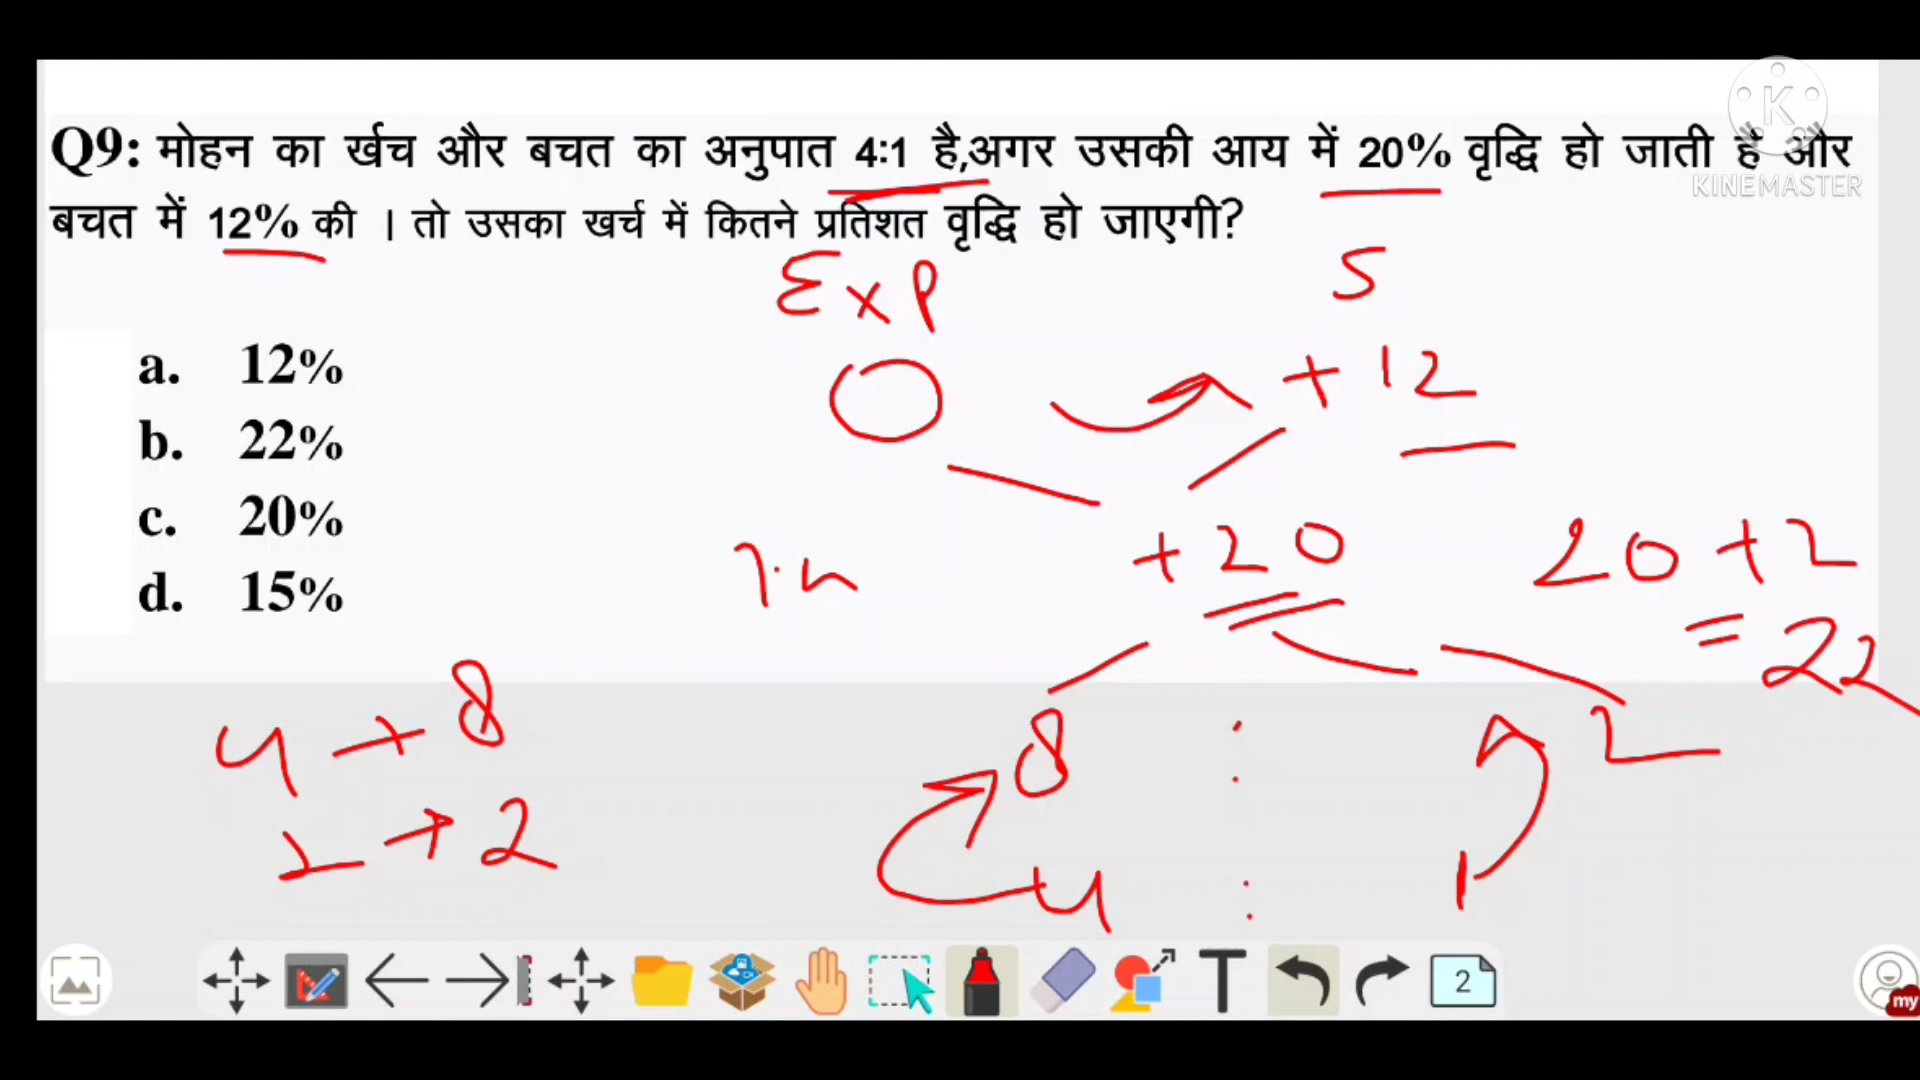 Q9: मोहन का र्खच और बचत का अनुपात 4:1 है,अगर उसकी आय में 20% वृद्धि हो जाती है और
बचत में 12% की । तो उसका खर्च में कितने प्रतिशत वृद्धि हो जाएगी?
KINEMASTER
Exp S
a. 12%
+12
b. 22%
c. 20%
+20 20+2
d. 15%
=22
4→8
8 : 2
1→2
4 : 1
2
my